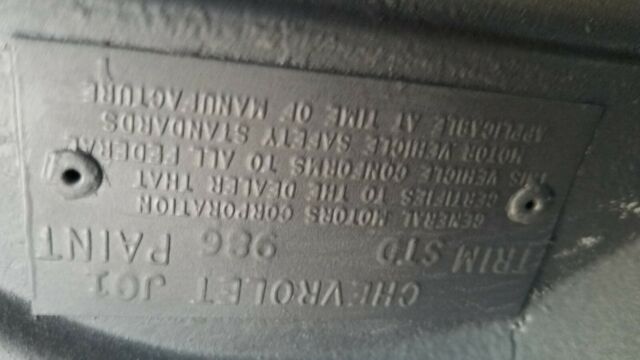 CHEVROLET J01
TRIM STD 986 PAINT
GENERAL MOTORS CORPORATION
CERTIFIES TO THE DEALER THAT
THIS VEHICLE CONFORMS TO ALL FEDERAL
MOTOR VEHICLE SAFETY STANDARDS
APPLICABLE AT TIME OF MANUFACTURE